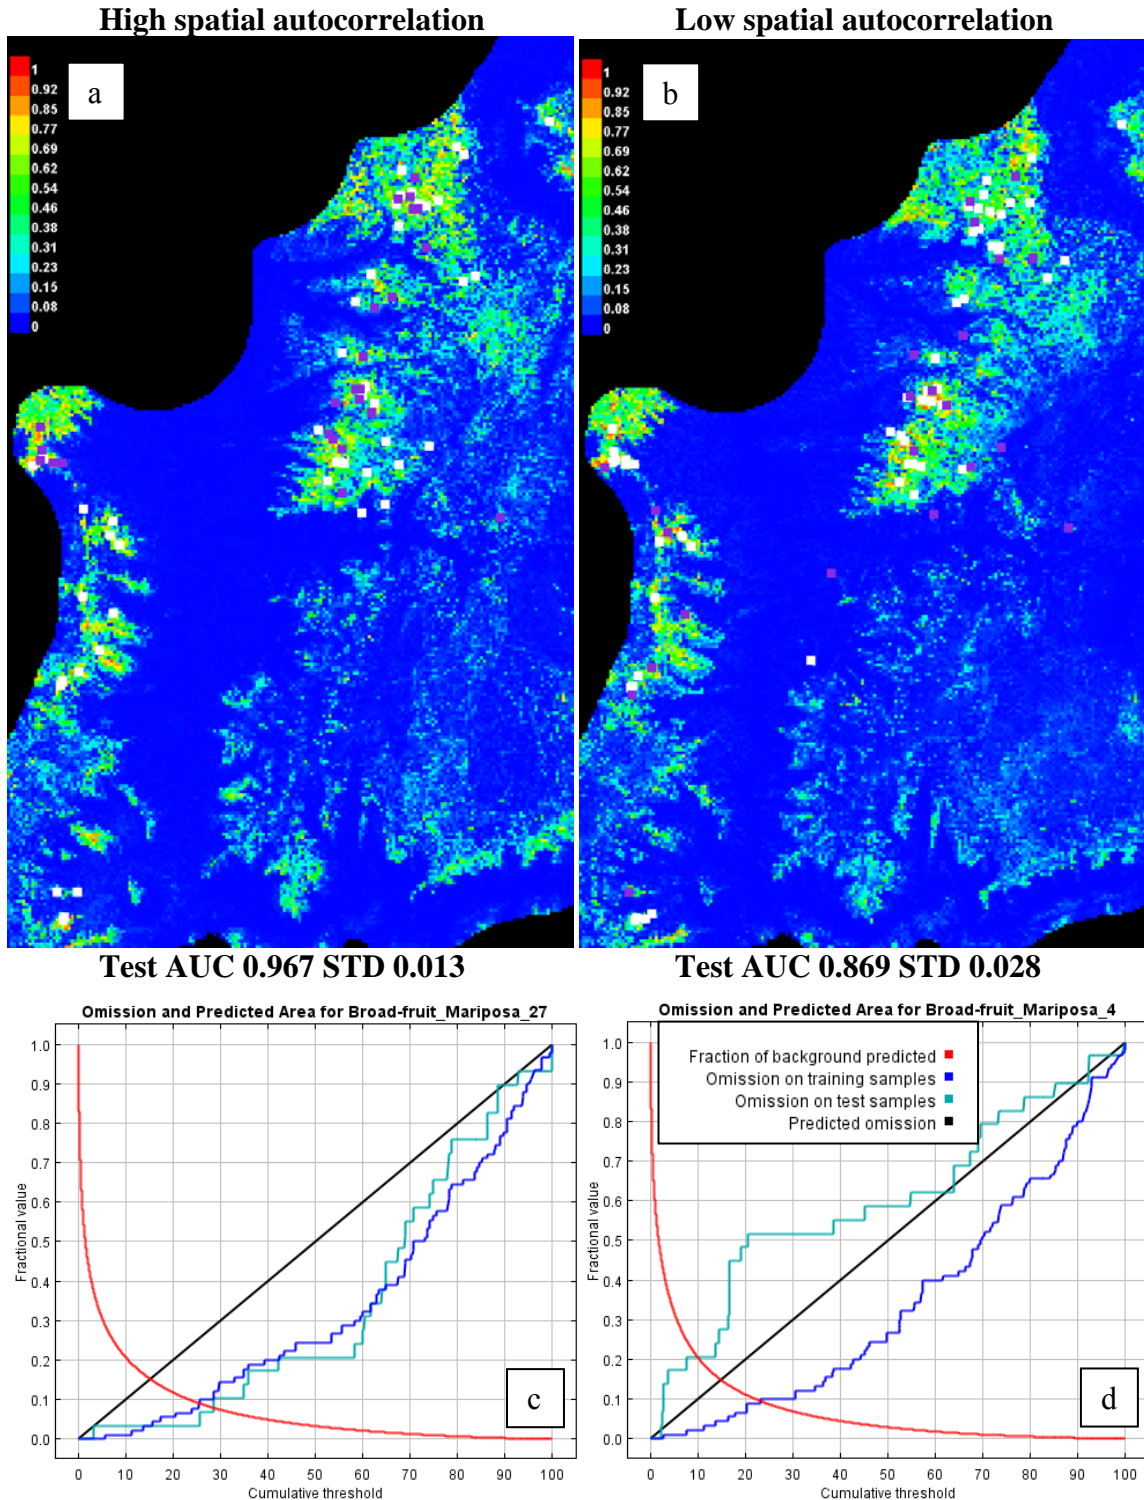 High spatial autocorrelation
Low spatial autocorrelation
a
1
0.92
0.85
0.77
0.69
0.62
0.54
0.46
0.38
0.31
0.23
0.15
0.08
0
b
1
0.92
0.85
0.77
0.69
0.62
0.54
0.46
0.38
0.31
0.23
0.15
0.08
0
Test AUC 0.967 STD 0.013
Test AUC 0.869 STD 0.028
Omission and Predicted Area for Broad-fruit_Mariposa_27
1.0
0.9
0.8
0.7
0.6
0.5
0.4
0.3
0.2
0.1
0.0
Fractional value
c
0 10 20 30 40 50 60 70 80 90 100
Cumulative threshold
Omission and Predicted Area for Broad-fruit_Mariposa_4
Fraction of background predicted
Omission on training samples
Omission on test samples
Predicted omission
1.0
0.9
0.8
0.7
0.6
0.5
0.4
0.3
0.2
0.1
0.0
Fractional value
d
0 10 20 30 40 50 60 70 80 90 100
Cumulative threshold